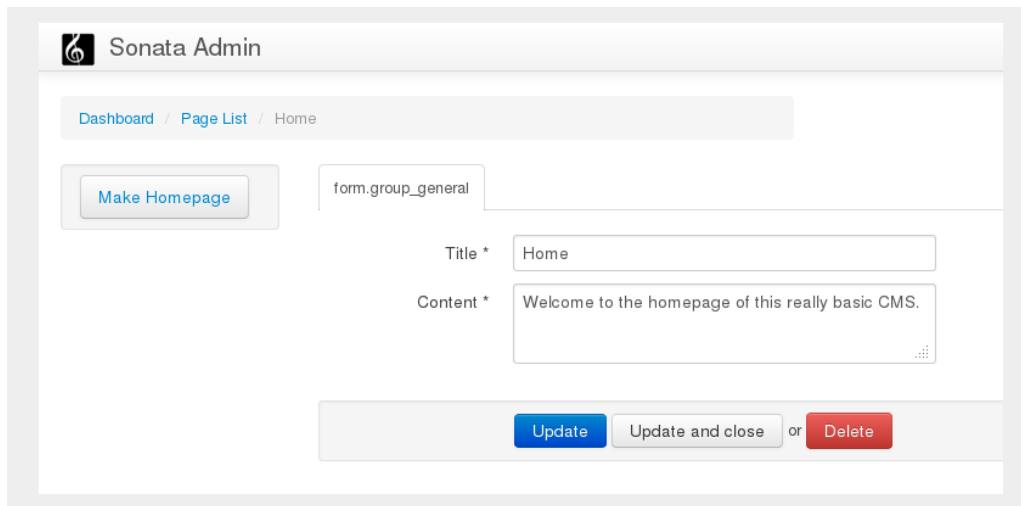 Sonata Admin
Dashboard / Page List / Home
Make Homepage
form.group_general
Title * Home
Content * Welcome to the homepage of this really basic CMS.
Update Update and close or Delete